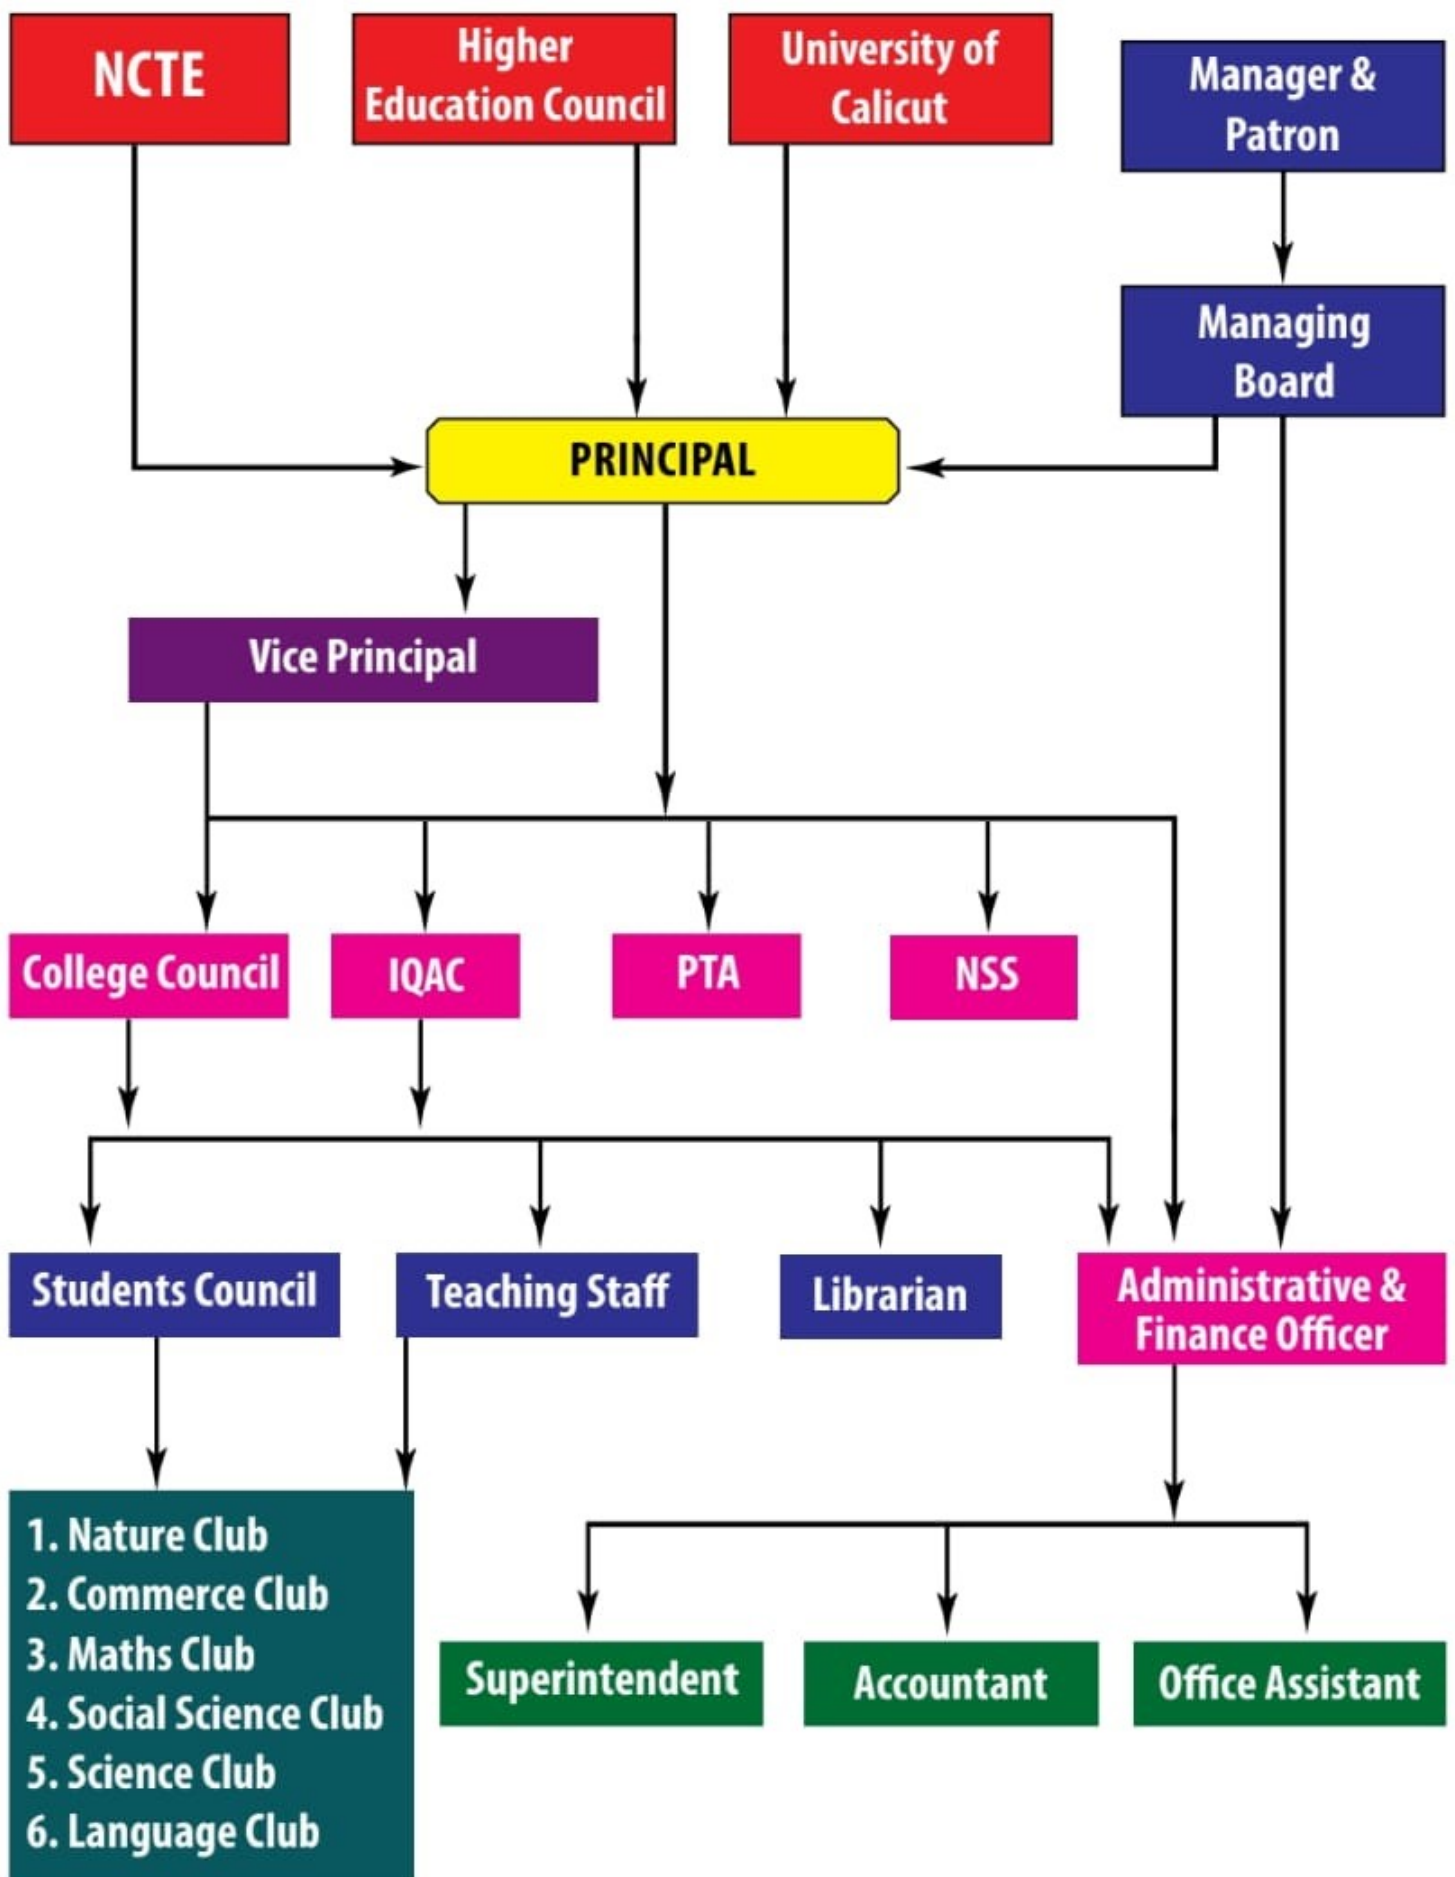 NCTE
Higher
Education Council
University of
Calicut
Manager &
Patron
Managing
Board
PRINCIPAL
Vice Principal
College Council
IQAC
PTA
NSS
Students Council
Teaching Staff
Librarian
Administrative &
Finance Officer
1. Nature Club
2. Commerce Club
3. Maths Club
4. Social Science Club
5. Science Club
6. Language Club
Superintendent
Accountant
Office Assistant